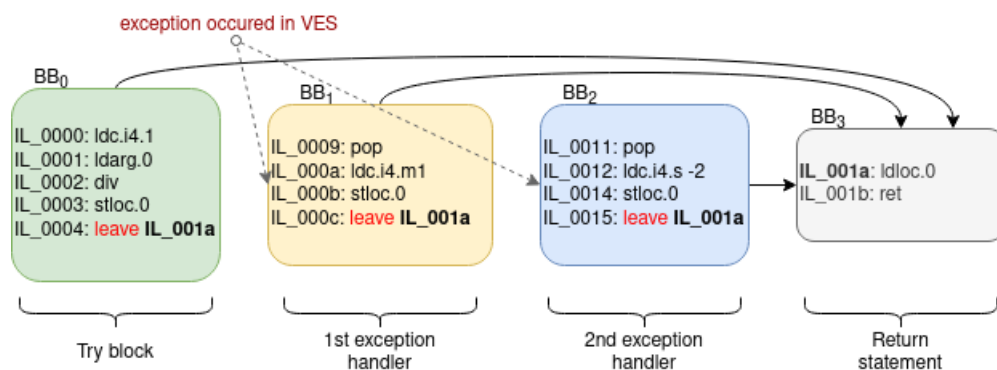 exception occured in VES
BB0
IL_0000: ldc.i4.1
IL_0001: ldarg.0
IL_0002: div
IL_0003: stloc.0
IL_0004: leave IL_001a
Try block
BB1
IL_0009: pop
IL_000a: ldc.i4.m1
IL_000b: stloc.0
IL_000c: leave IL_001a
1st exception
handler
BB2
IL_0011: pop
IL_0012: ldc.i4.s -2
IL_0014: stloc.0
IL_0015: leave IL_001a
2nd exception
handler
BB3
IL_001a: ldloc.0
IL_001b: ret
Return
statement